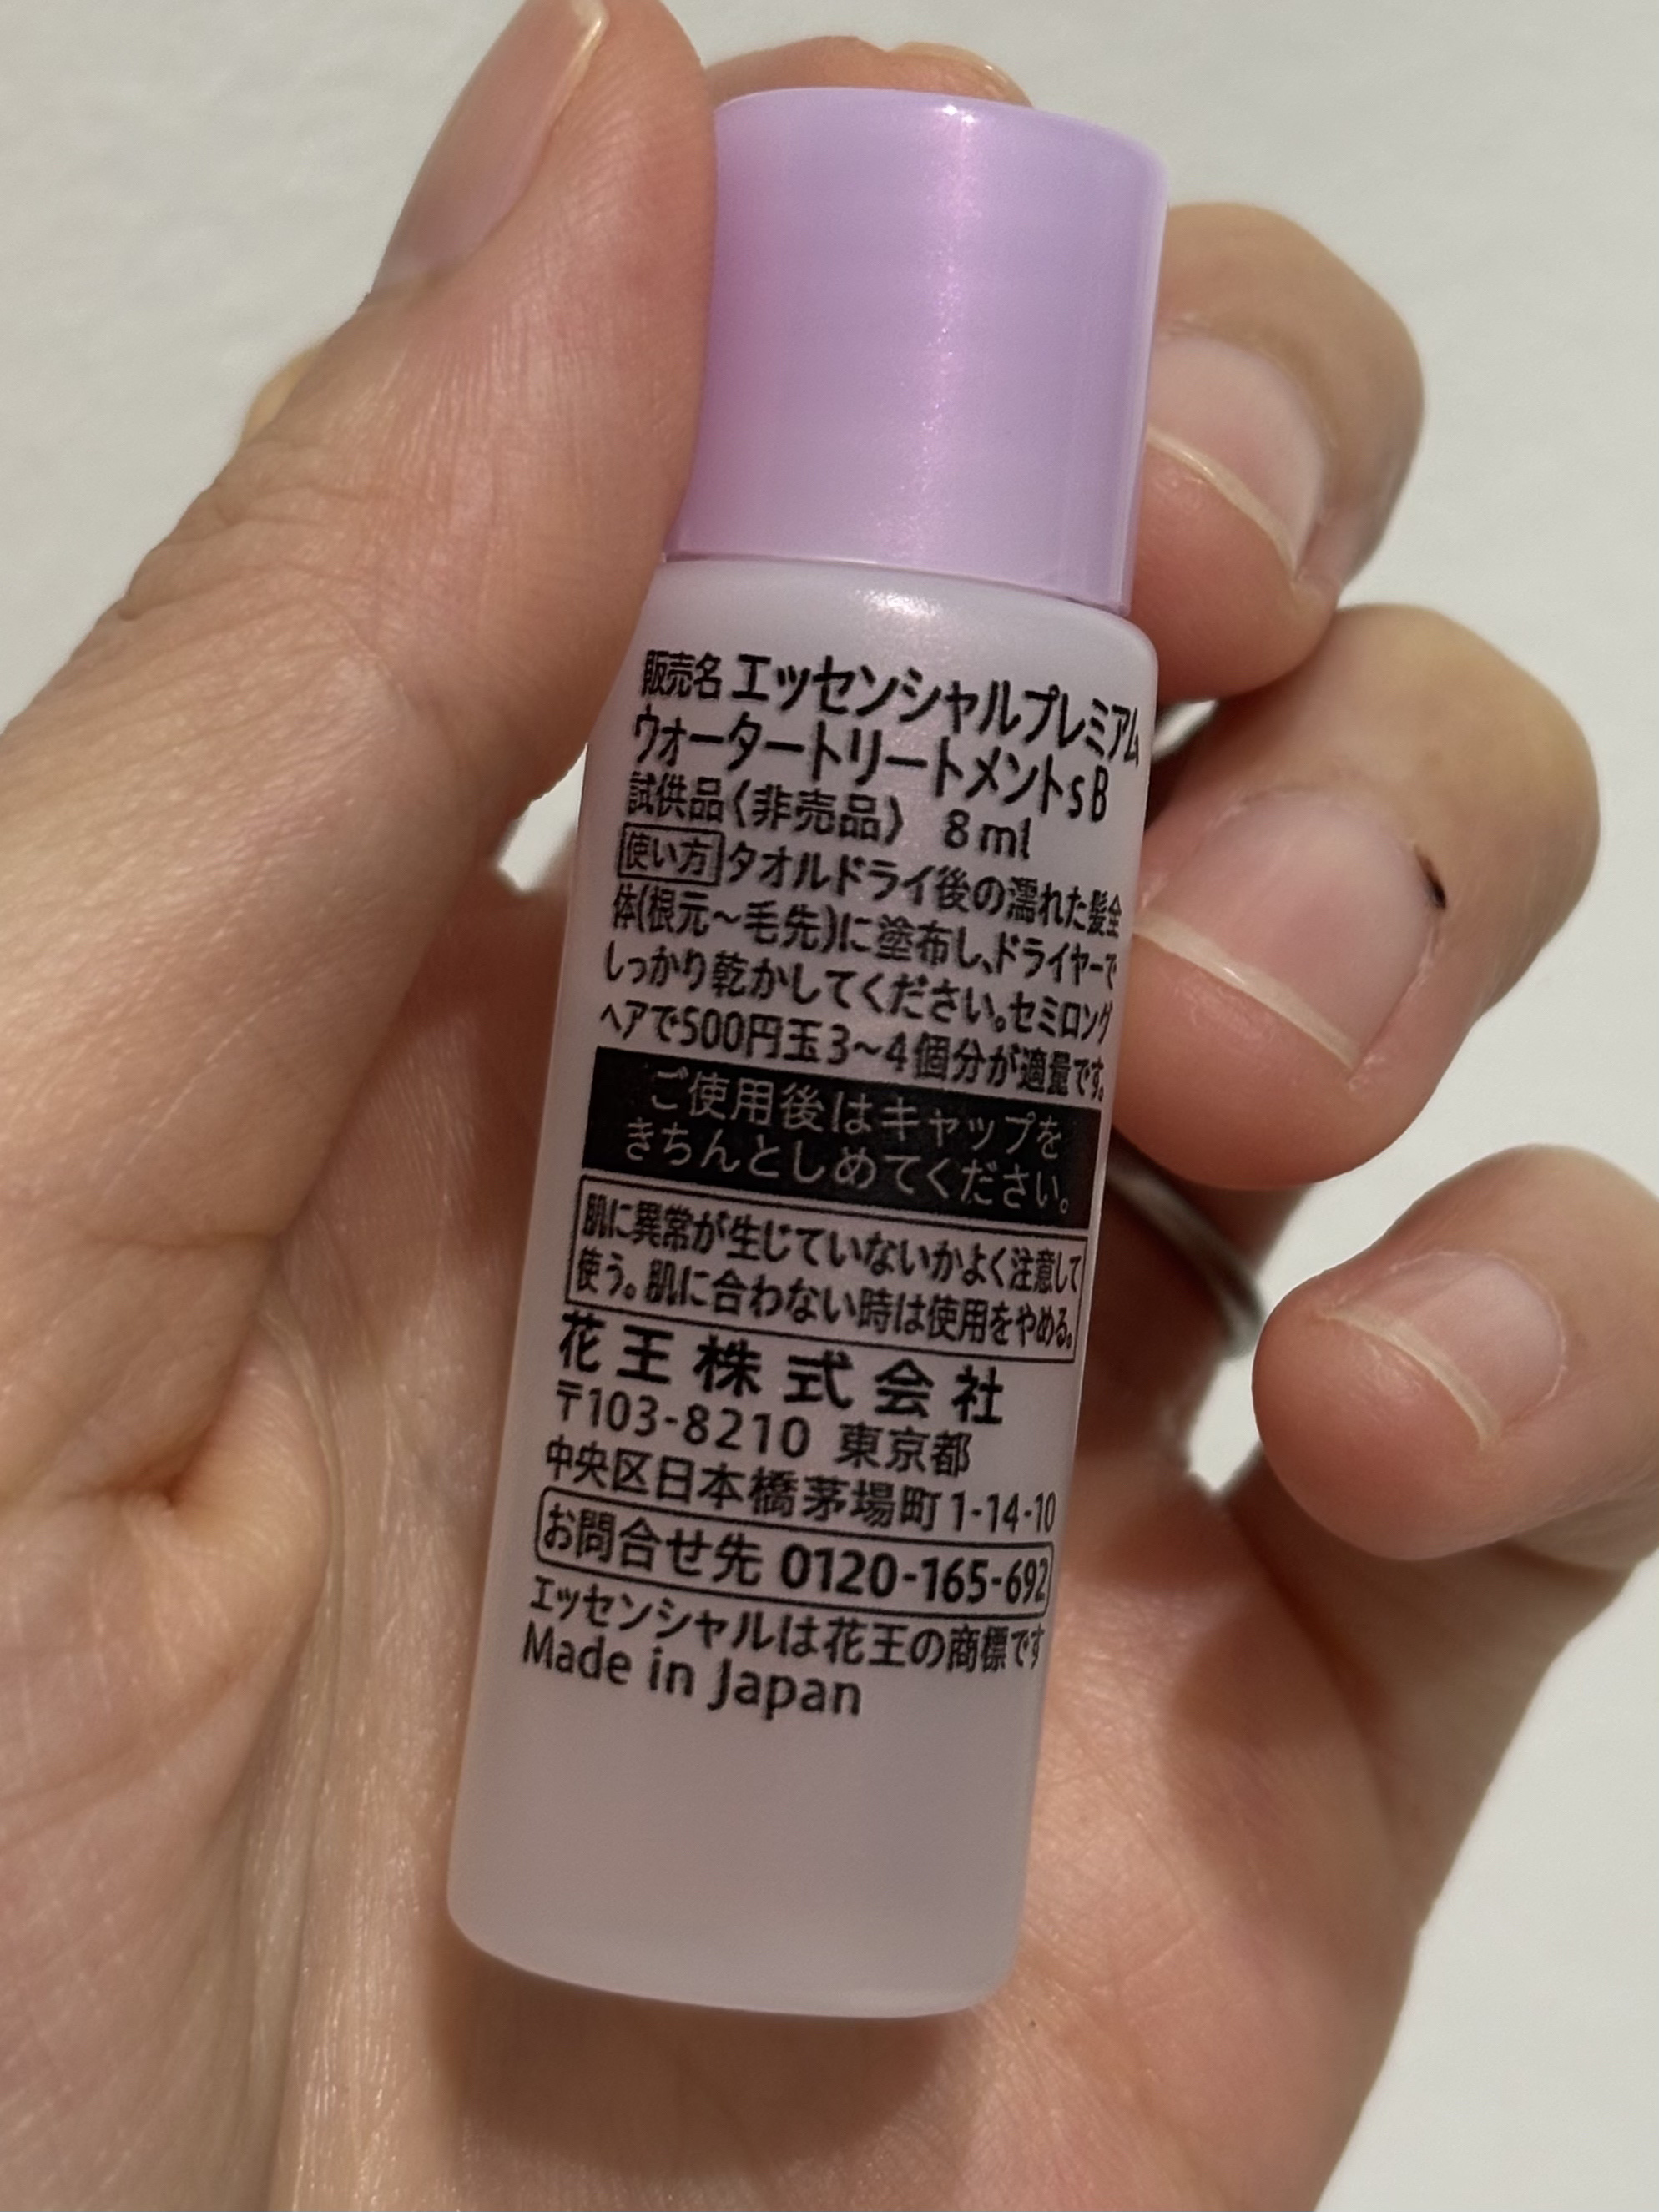 販売名 エッセンシャルプレミアム
ウォータートリートメントsB
試供品〈非売品〉 8ml
使い方 タオルドライ後の濡れた髪全
体(根元～毛先)に塗布し、ドライヤーで
しっかり乾かしてください。セミロング
ヘアで500円玉3～4個分が適量です。
ご使用後はキャップを
きちんとしめてください。
肌に異常が生じていないかよく注意して
使う。肌に合わない時は使用をやめる。
花王株式会社
〒103-8210 東京都
中央区日本橋茅場町1-14-10
お問合せ先 0120-165-692
エッセンシャルは花王の商標です
Made in Japan